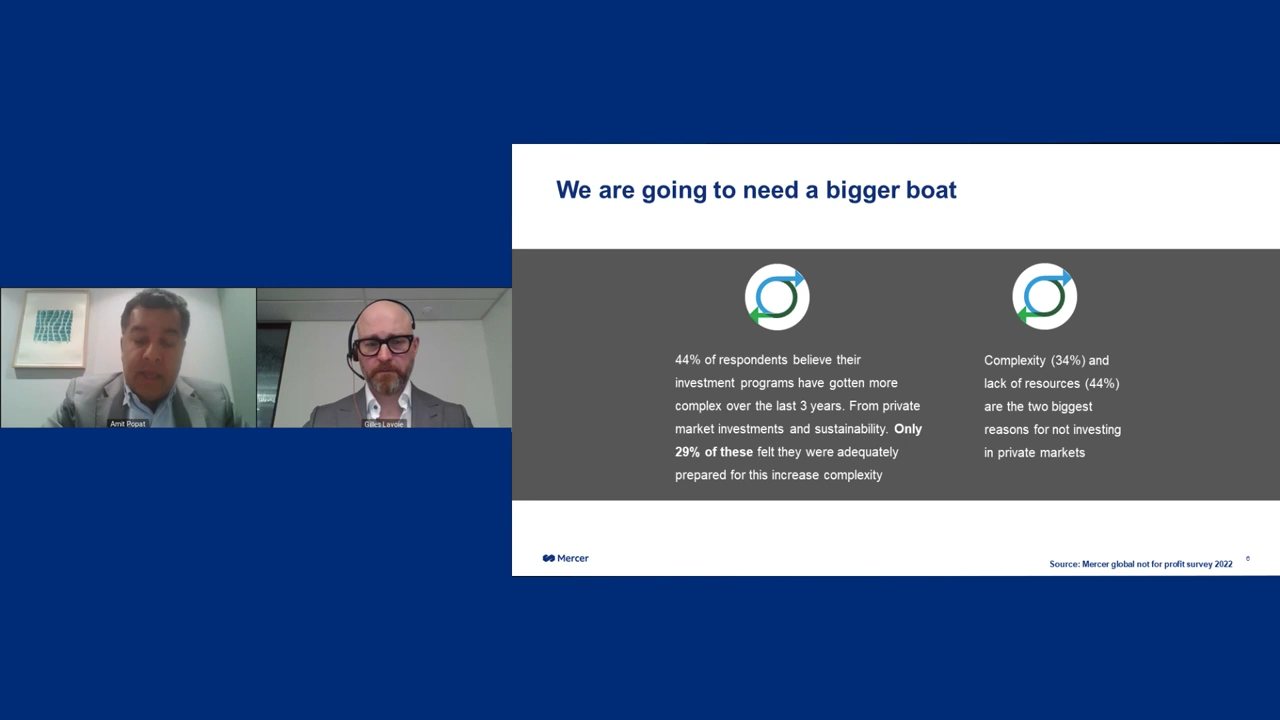 We are going to need a bigger boat
44% of respondents believe their
investment programs have gotten more
complex over the last 3 years. From private
market investments and sustainability. Only
29% of these felt they were adequately
prepared for this increase complexity
Complexity (34%) and
lack of resources (44%)
are the two biggest
reasons for not investing
in private markets
Amit Popat
Gilles Lavoie
Mercer
Source: Mercer global not for profit survey 2022
6